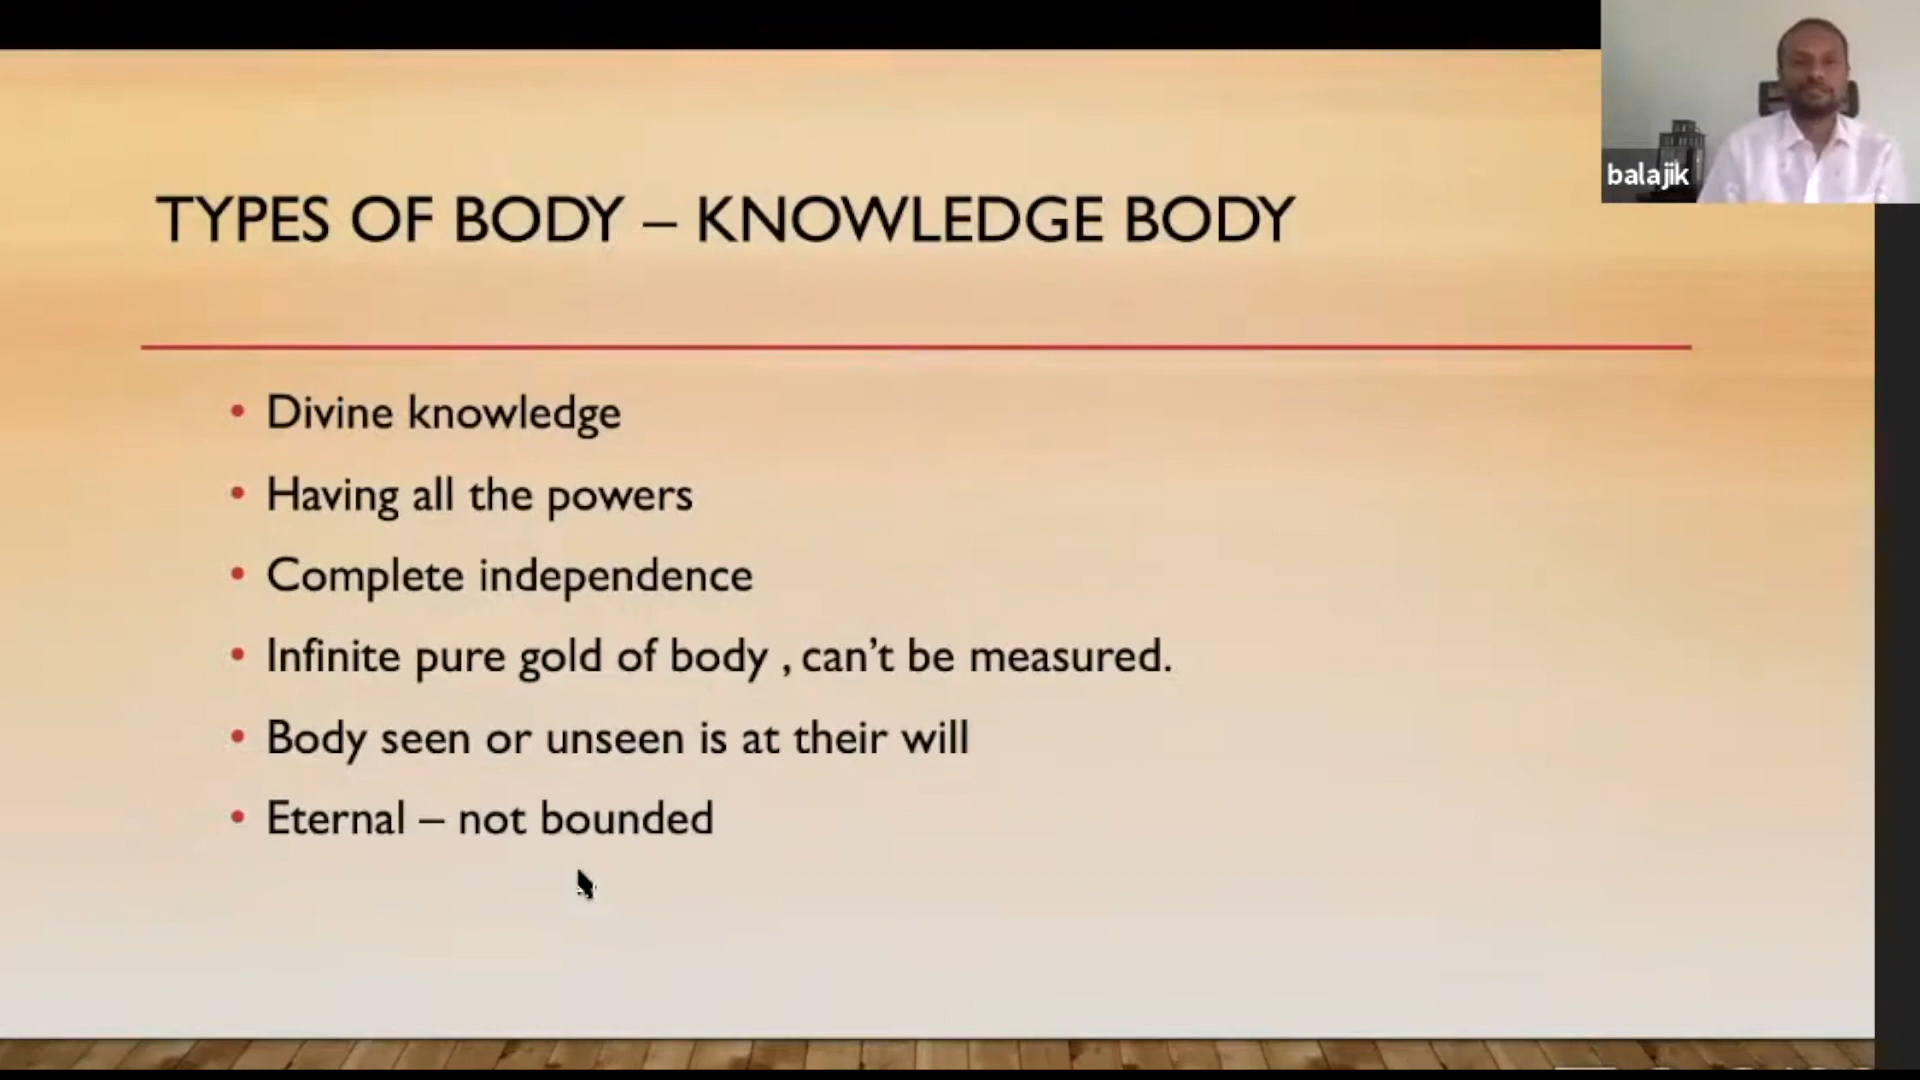 balajik
TYPES OF BODY – KNOWLEDGE BODY
• Divine knowledge
• Having all the powers
• Complete independence
• Infinite pure gold of body , can’t be measured.
• Body seen or unseen is at their will
• Eternal – not bounded